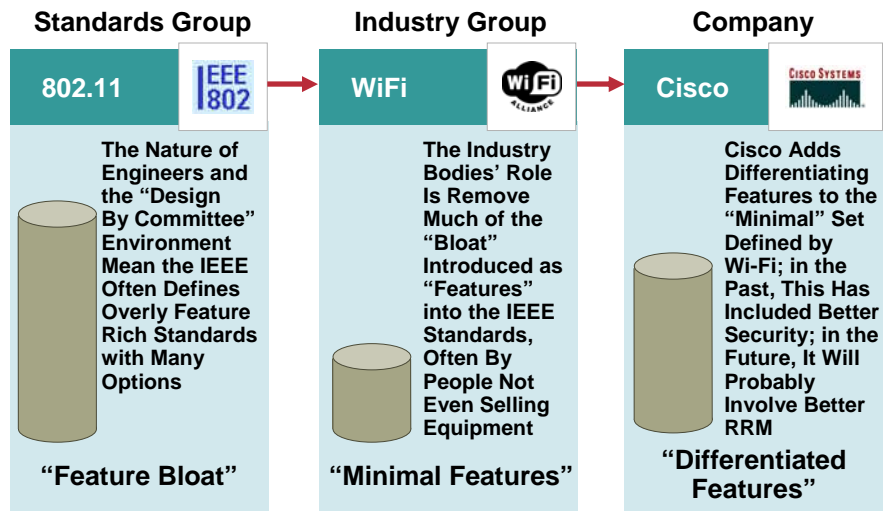 Standards Group
802.11
IEEE
802
The Nature of
Engineers and
the “Design
By Committee”
Environment
Mean the IEEE
Often Defines
Overly Feature
Rich Standards
with Many
Options
“Feature Bloat”
Industry Group
WiFi
Wi Fi
ALLIANCE
The Industry
Bodies’ Role
Is Remove
Much of the
“Bloat”
Introduced as
“Features”
into the IEEE
Standards,
Often By
People Not
Even Selling
Equipment
“Minimal Features”
Company
Cisco
CISCO SYSTEMS
Cisco Adds
Differentiating
Features to the
“Minimal” Set
Defined by
Wi-Fi; in the
Past, This Has
Included Better
Security; in the
Future, It Will
Probably
Involve Better
RRM
“Differentiated
Features”